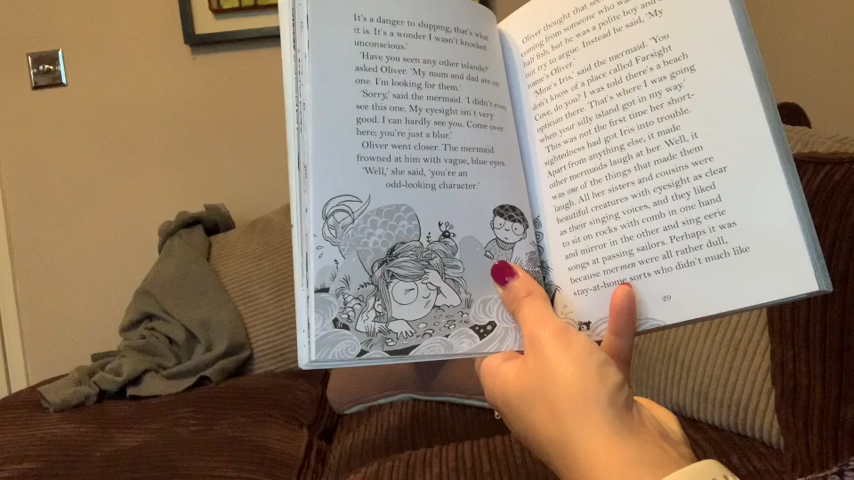 It's a danger to shipping, that's what
it is. It's a wonder I wasn't knocked
unconscious.'
'Have you seen any other islands?'
asked Oliver. 'My mum and dad are on
one. I'm looking for them.'
'Sorry,' said the mermaid. 'I didn't even
see this one. My eyesight isn't very
good. I can hardly see you. Come over
here; you're just a blur.'
Oliver went closer. The mermaid
frowned at him with vague, blue eyes.
'Well,' she said, 'you're an
odd-looking character.'
Oliver thought that
coming from someone who was
half fish, but he was a polite boy and
not try to argue. Instead he said, 'My
name's Oliver.'
'Mine's Iris,' said the mermaid. 'You
don't know of a place called Farsight
Cove, do you? I was told there's a beach
optician there. That's where I was going
when your silly island got in my way.'
This was not the first time her short-
sightedness had got Iris into trouble.
Apart from anything else, it made
other mermaids laugh at her. Well, it
was one of the things that made them
laugh. All her sisters and cousins were
beautiful creatures with eyesight as clear
as their singing voices, and they liked
to sit on rocks with comb in one hand
and mirror in the other and sing eerie
songs at passing sailors. Perhaps it was
because mermen were all rather dull,
stay-at-home sorts who didn't much like
29